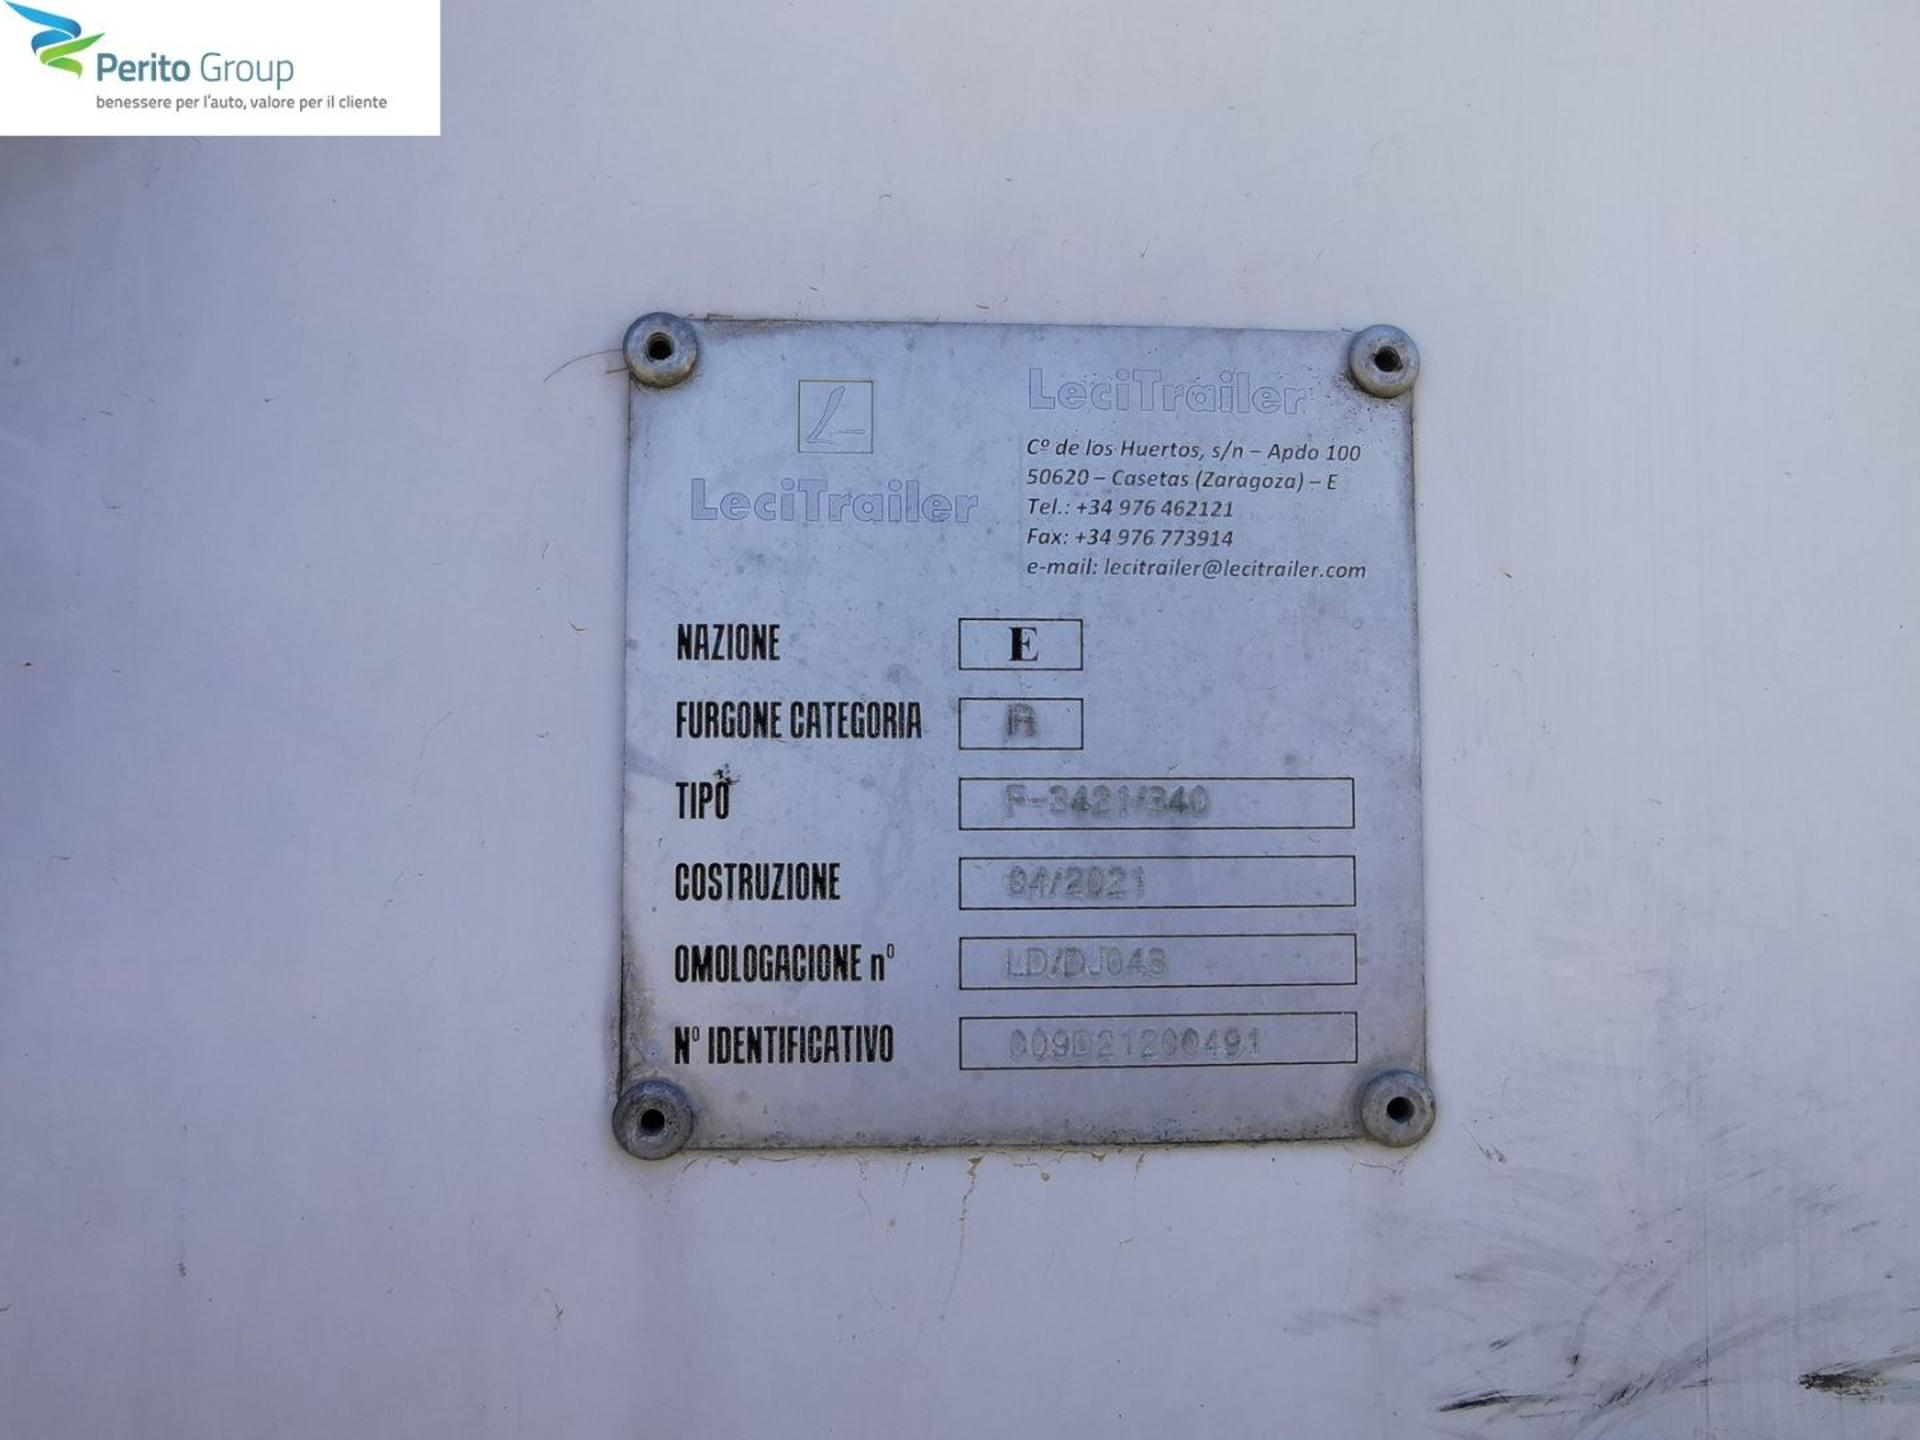 Perito Group
benessere per l'auto, valore per il cliente
LeciTrailer
LeciTrailer
Cº de los Huertos, s/n – Apdo 100
50620 – Casetas (Zaragoza) – E
Tel.: +34 976 462121
Fax: +34 976 773914
e-mail: lecitrailer@lecitrailer.com
NAZIONE E
FURGONE CATEGORIA
TIPO F-3421/340
COSTRUZIONE 04/2021
OMOLOGACIONE nº
Nº IDENTIFICATIVO 009D21200491